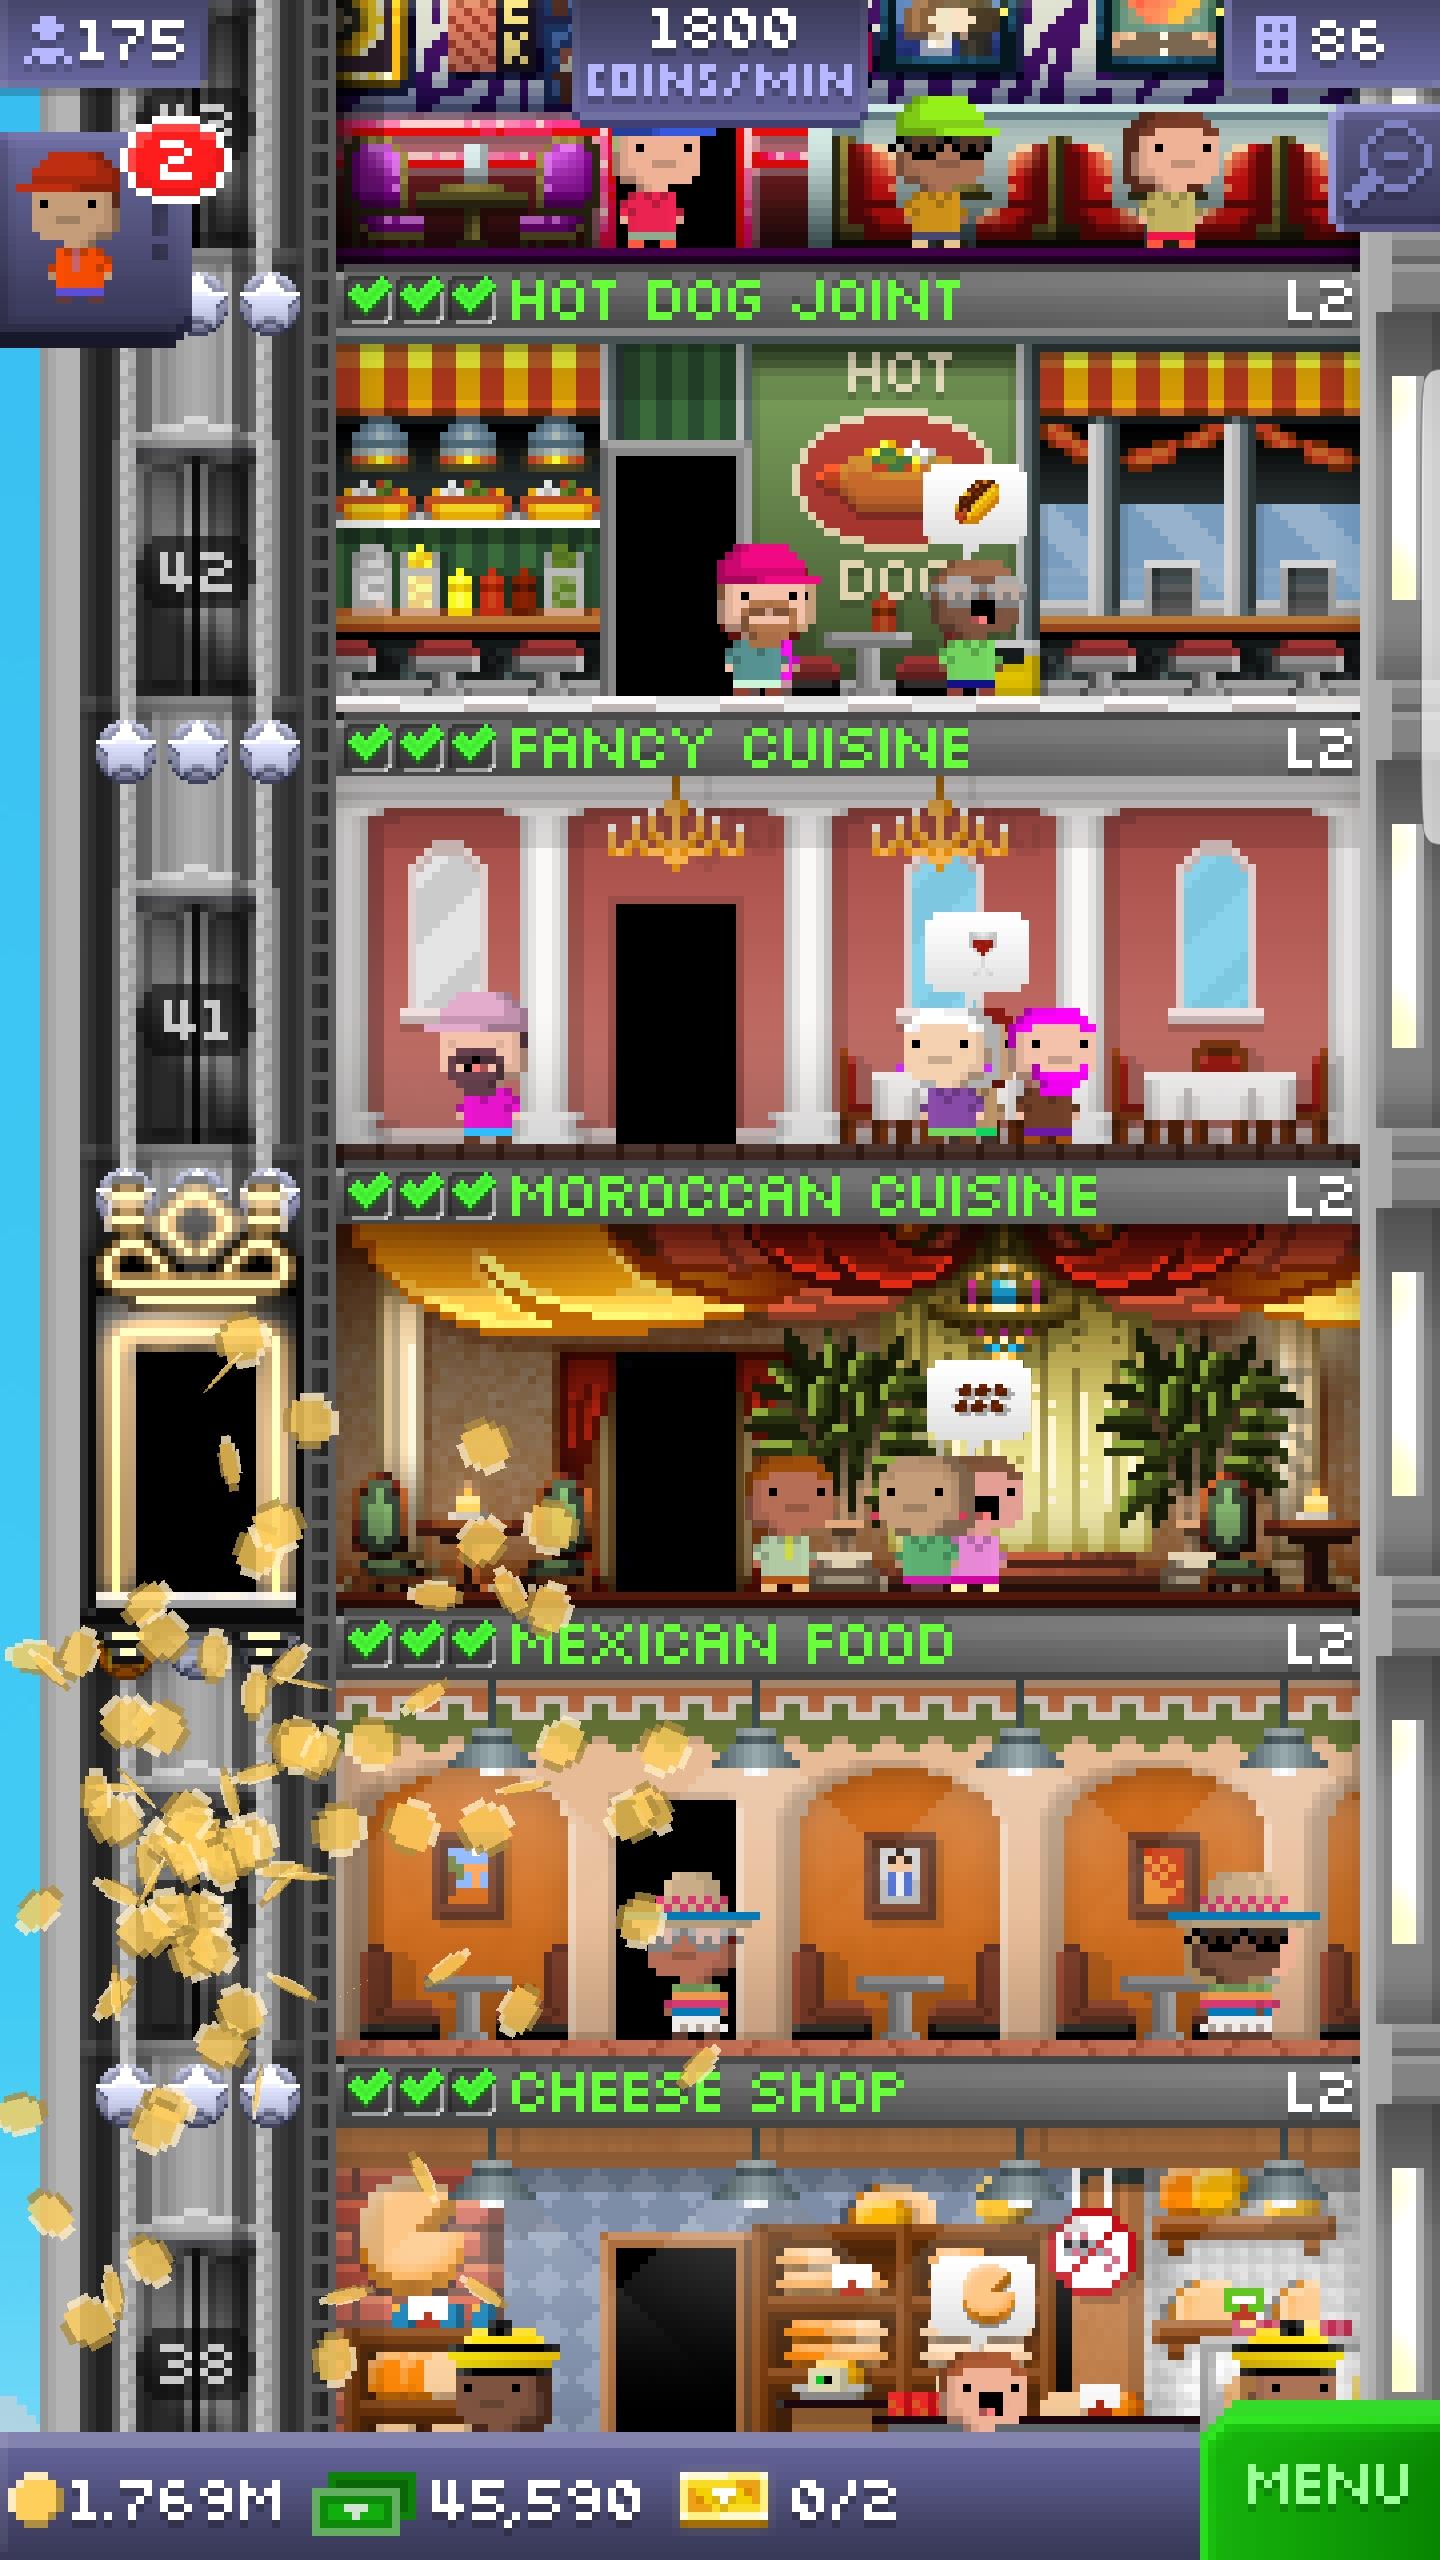 175
1800
COINS/MIN
86
2
HOT DOG JOINT L2
HOT
42
FANCY CUISINE L2
41
MOROCCAN CUISINE L2
MEXICAN FOOD L2
CHEESE SHOP L2
38
1.769M 45,590 0/2
MENU